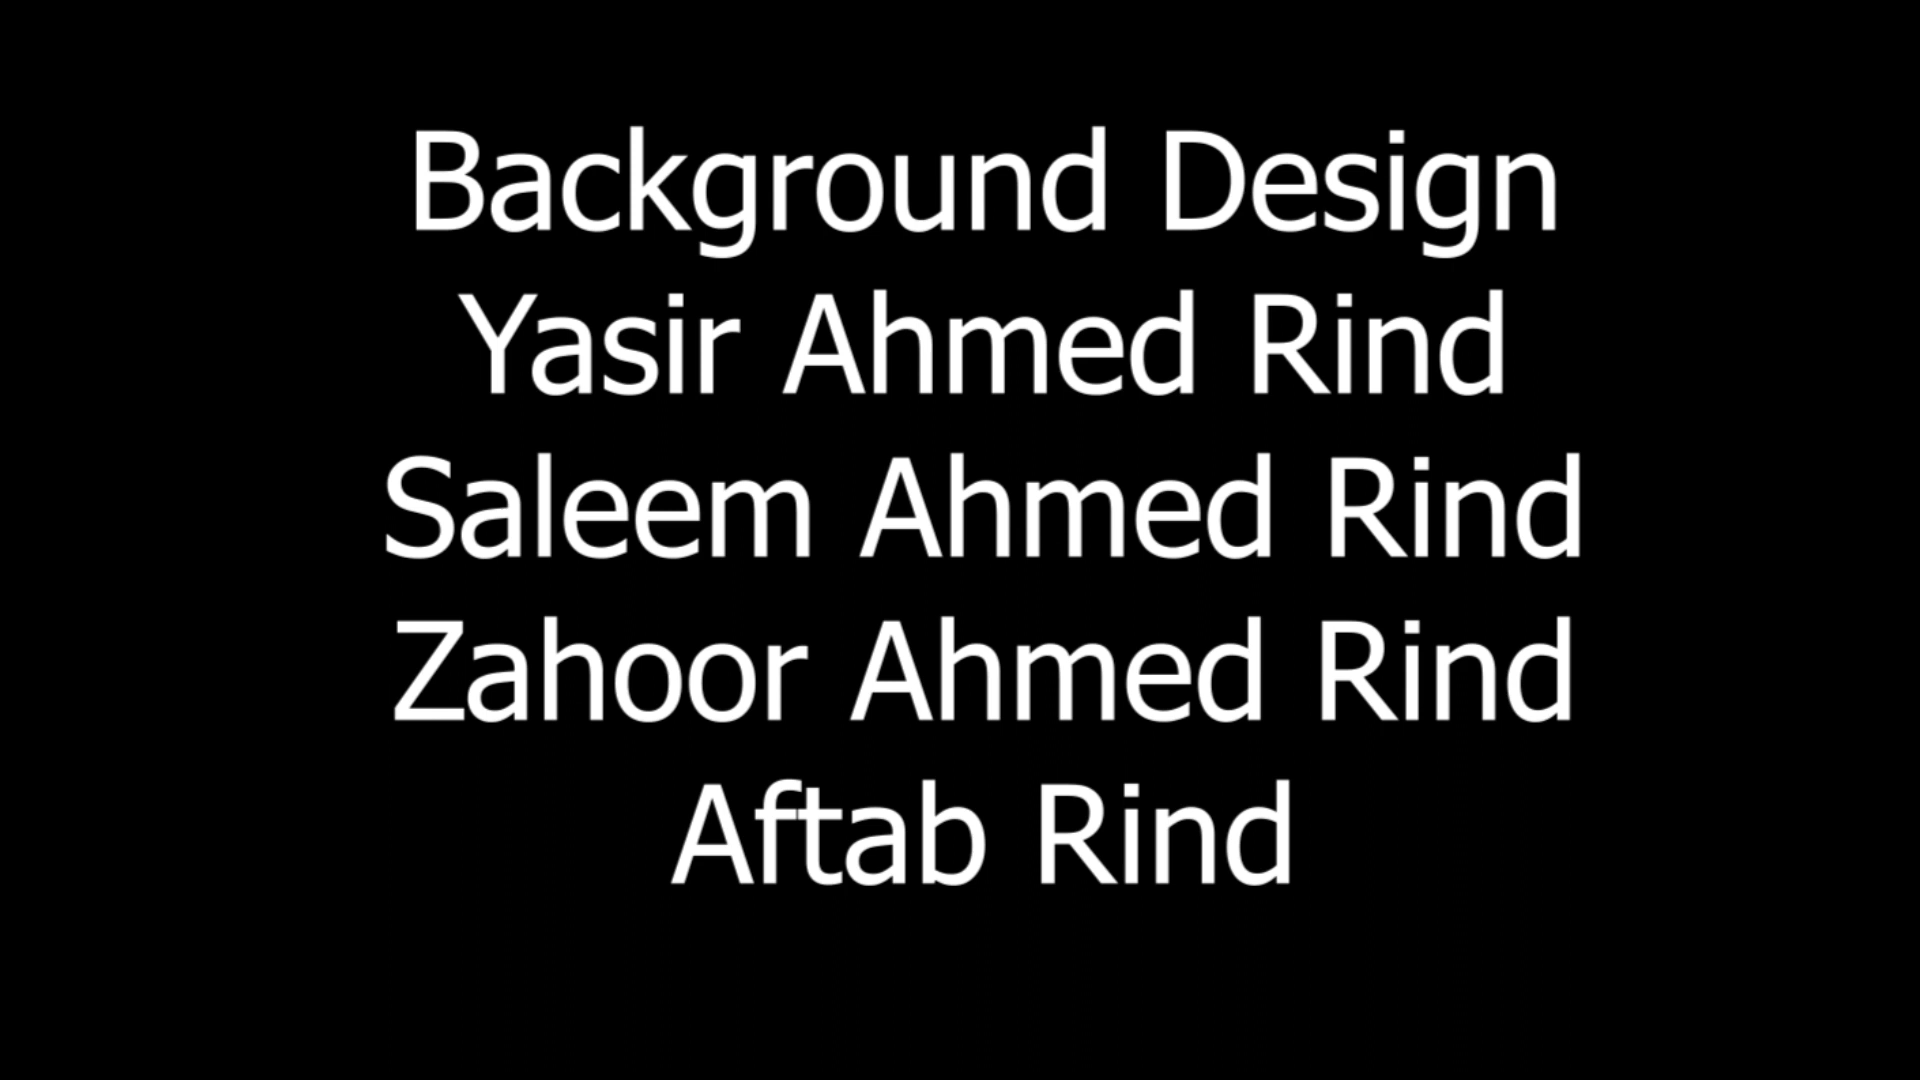 Background Design
Yasir Ahmed Rind
Saleem Ahmed Rind
Zahoor Ahmed Rind
Aftab Rind